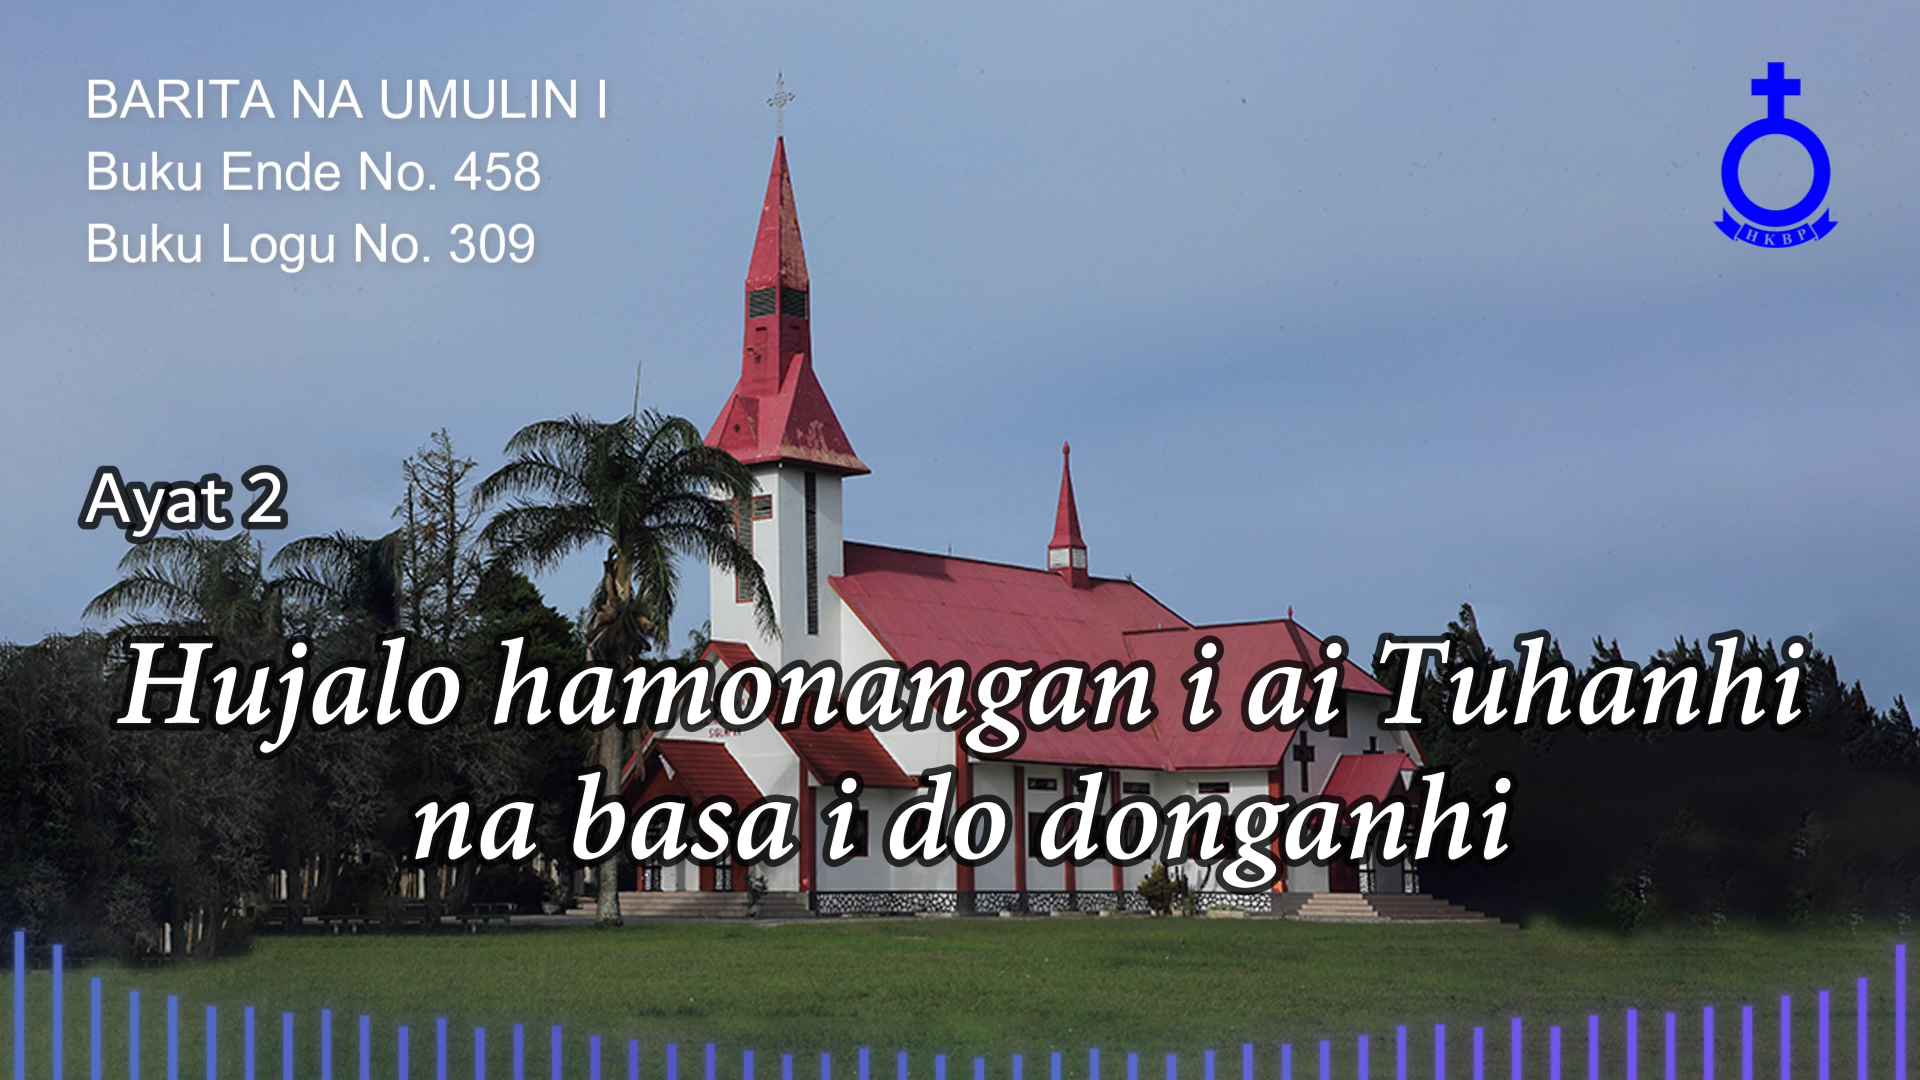 BARITA NA UMULIN I
Buku Ende No. 458
Buku Logu No. 309
HKBP
Ayat 2
Hujalo hamonangan i ai Tuhanhi
na basa i do donganhi